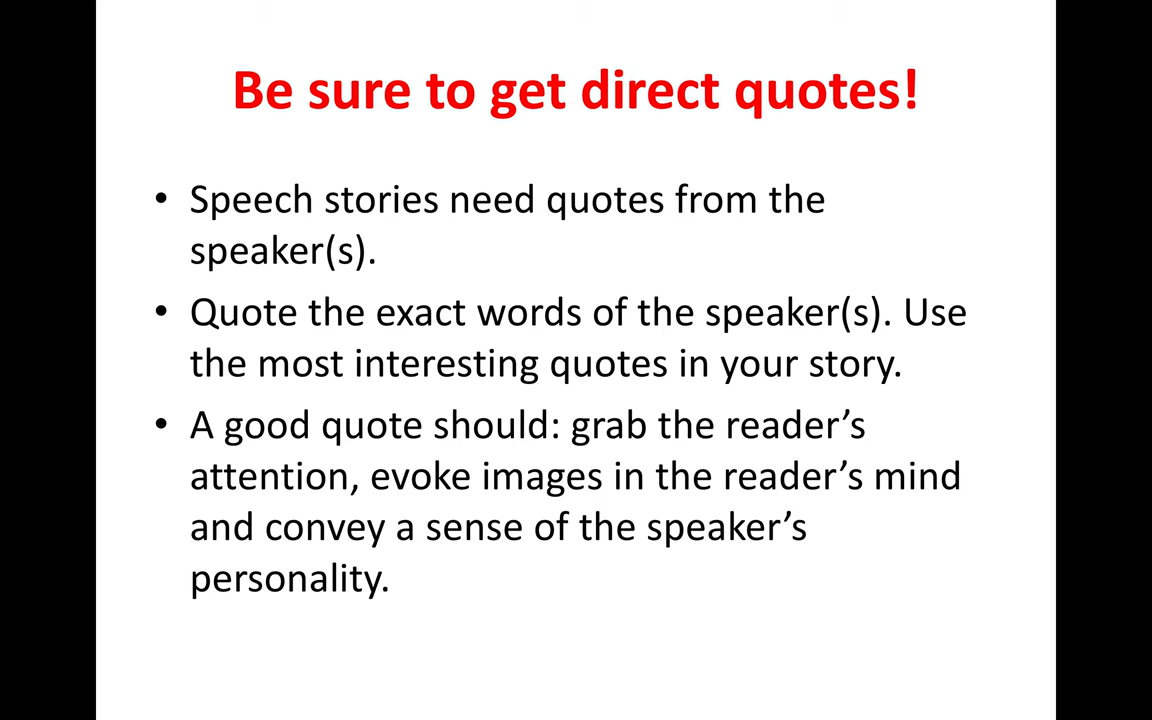 Be sure to get direct quotes!
• Speech stories need quotes from the
speaker(s).
• Quote the exact words of the speaker(s). Use
the most interesting quotes in your story.
• A good quote should: grab the reader’s
attention, evoke images in the reader’s mind
and convey a sense of the speaker’s
personality.